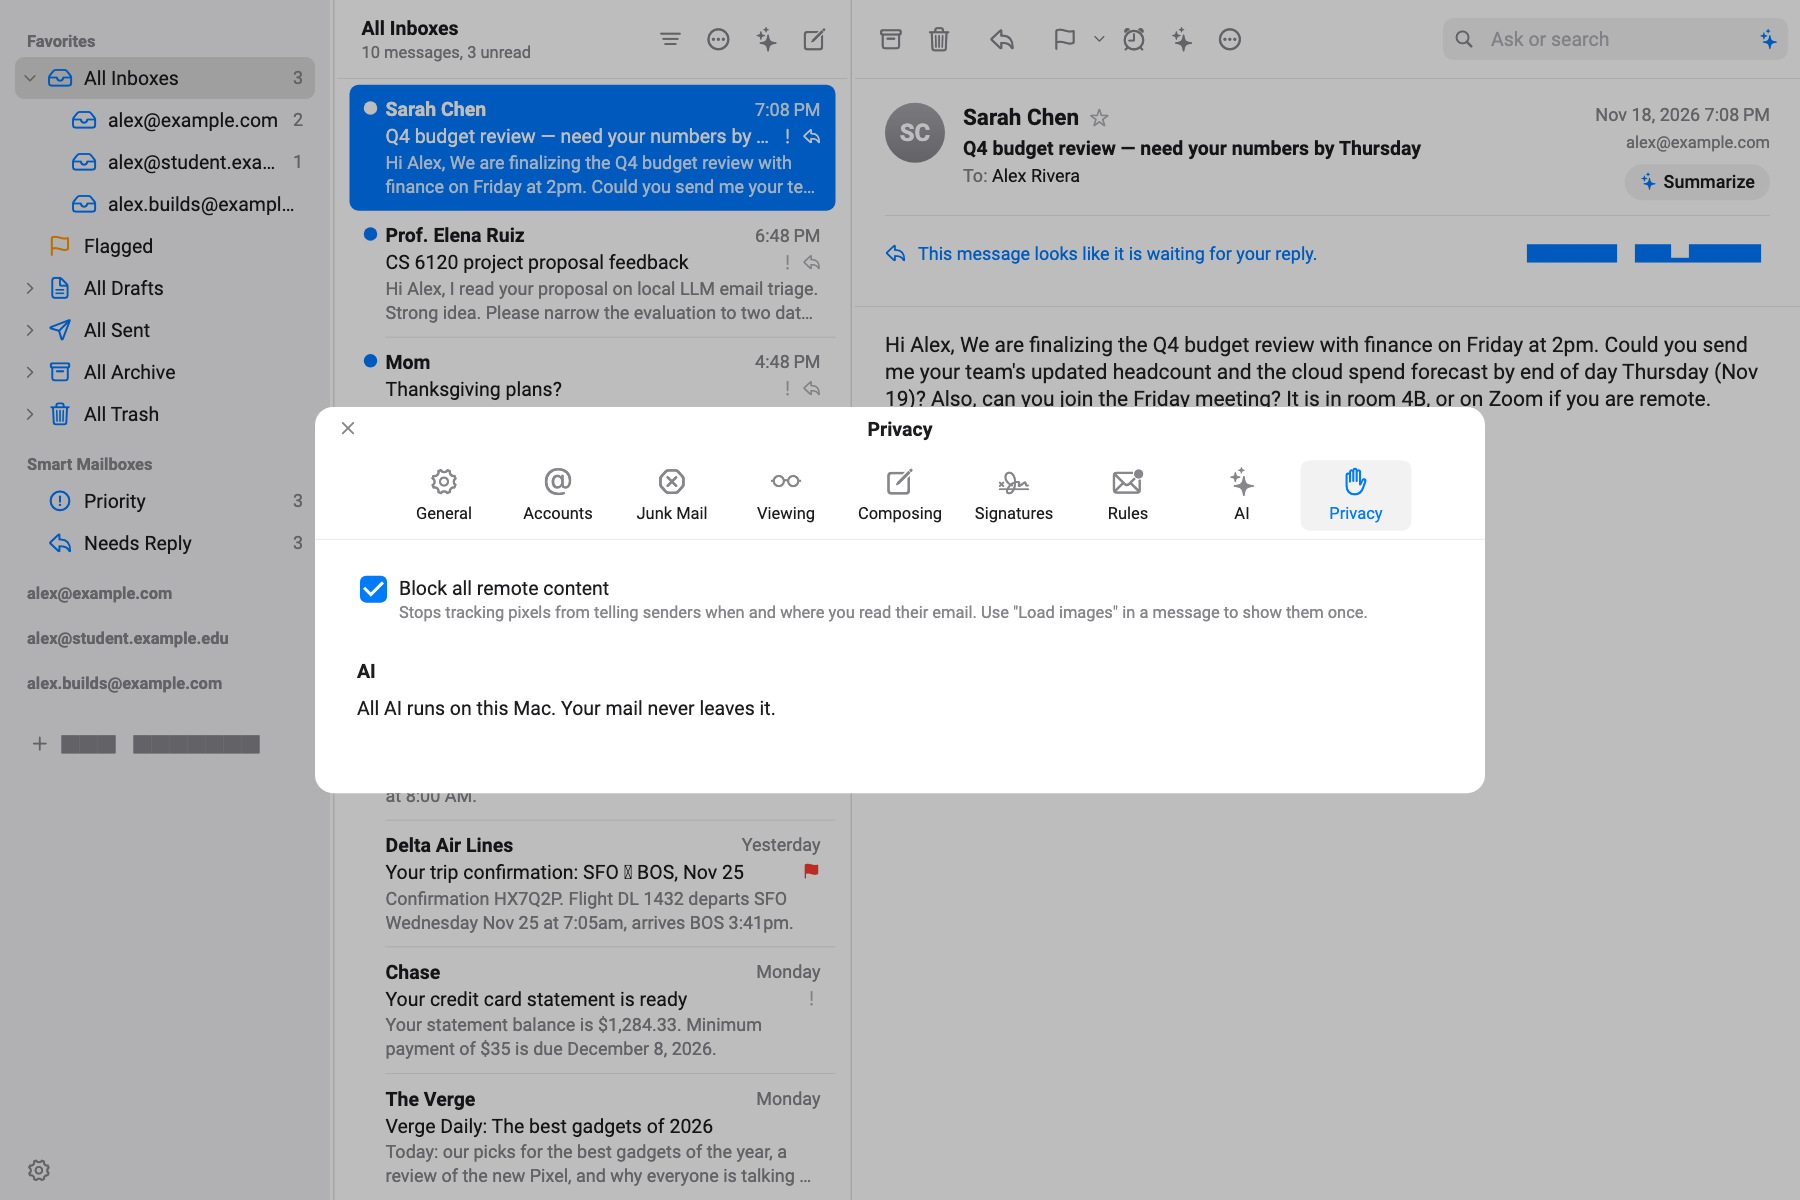 Favorites
All Inboxes 3
alex@example.com 2
alex@student.exa... 1
alex.builds@exampl...
Flagged
All Drafts
All Sent
All Archive
All Trash
Smart Mailboxes
Priority 3
Needs Reply 3
alex@example.com
alex@student.example.edu
alex.builds@example.com
All Inboxes
10 messages, 3 unread
Sarah Chen 7:08 PM
Q4 budget review — need your numbers by ... !
Hi Alex, We are finalizing the Q4 budget review with
finance on Friday at 2pm. Could you send me your te...
Prof. Elena Ruiz 6:48 PM
CS 6120 project proposal feedback !
Hi Alex, I read your proposal on local LLM email triage.
Strong idea. Please narrow the evaluation to two dat...
Mom 4:48 PM
Thanksgiving plans? !
at 8:00 AM.
Delta Air Lines Yesterday
Your trip confirmation: SFO BOS, Nov 25
Confirmation HX7Q2P. Flight DL 1432 departs SFO
Wednesday Nov 25 at 7:05am, arrives BOS 3:41pm.
Chase Monday
Your credit card statement is ready !
Your statement balance is $1,284.33. Minimum
payment of $35 is due December 8, 2026.
The Verge Monday
Verge Daily: The best gadgets of 2026
Today: our picks for the best gadgets of the year, a
review of the new Pixel, and why everyone is talking ...
Ask or search
SC
Sarah Chen
Nov 18, 2026 7:08 PM
Q4 budget review — need your numbers by Thursday
alex@example.com
To: Alex Rivera
Summarize
This message looks like it is waiting for your reply.
Hi Alex, We are finalizing the Q4 budget review with finance on Friday at 2pm. Could you send
me your team's updated headcount and the cloud spend forecast by end of day Thursday (Nov
19)? Also, can you join the Friday meeting? It is in room 4B, or on Zoom if you are remote.
Privacy
General Accounts Junk Mail Viewing Composing Signatures Rules AI Privacy
Block all remote content
Stops tracking pixels from telling senders when and where you read their email. Use "Load images" in a message to show them once.
AI
All AI runs on this Mac. Your mail never leaves it.